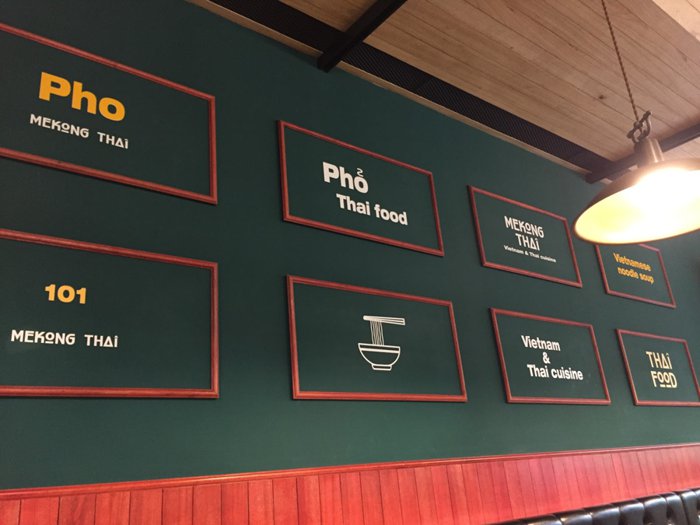 Pho
MEKONG THAI
Phở
Thai food
MEKONG
THAI
Vietnam & Thai cuisine
Vietnamese
noodle soup
101
MEKONG THAI
Vietnam
&
Thai cuisine
THAI
FOOD